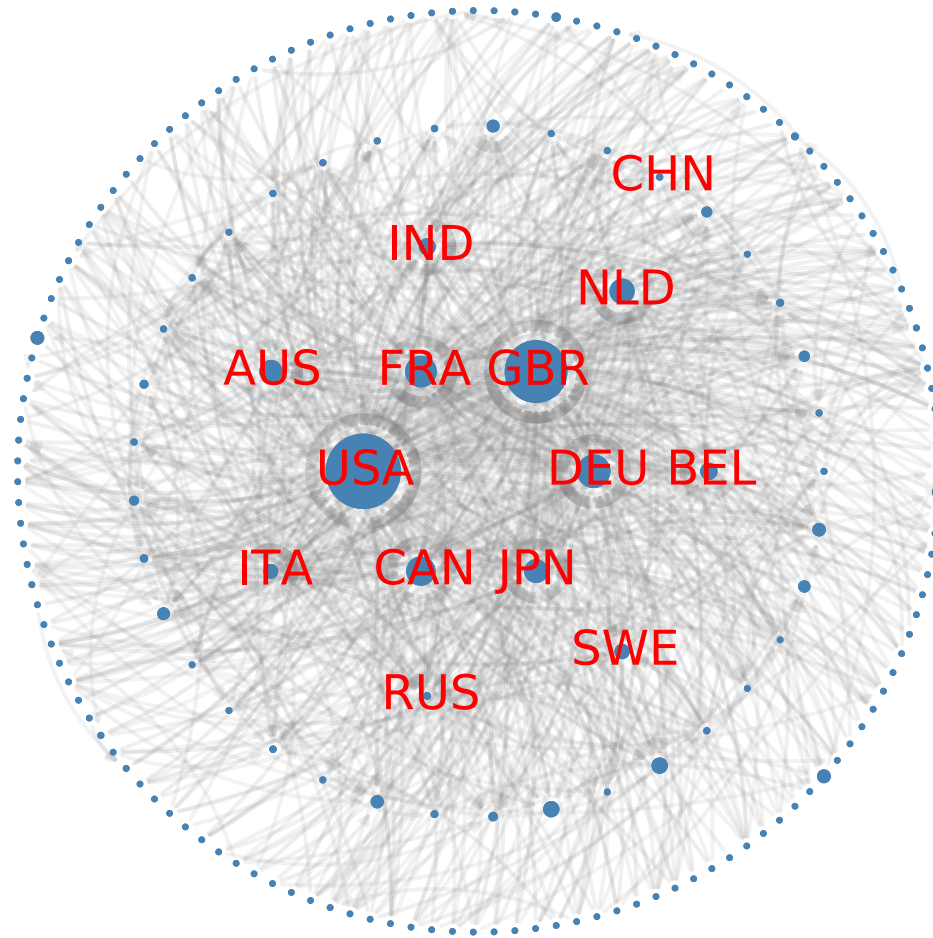 CHN
IND
NLD
AUS FRA GBR
USA DEU BEL
ITA CAN JPN
SWE
RUS